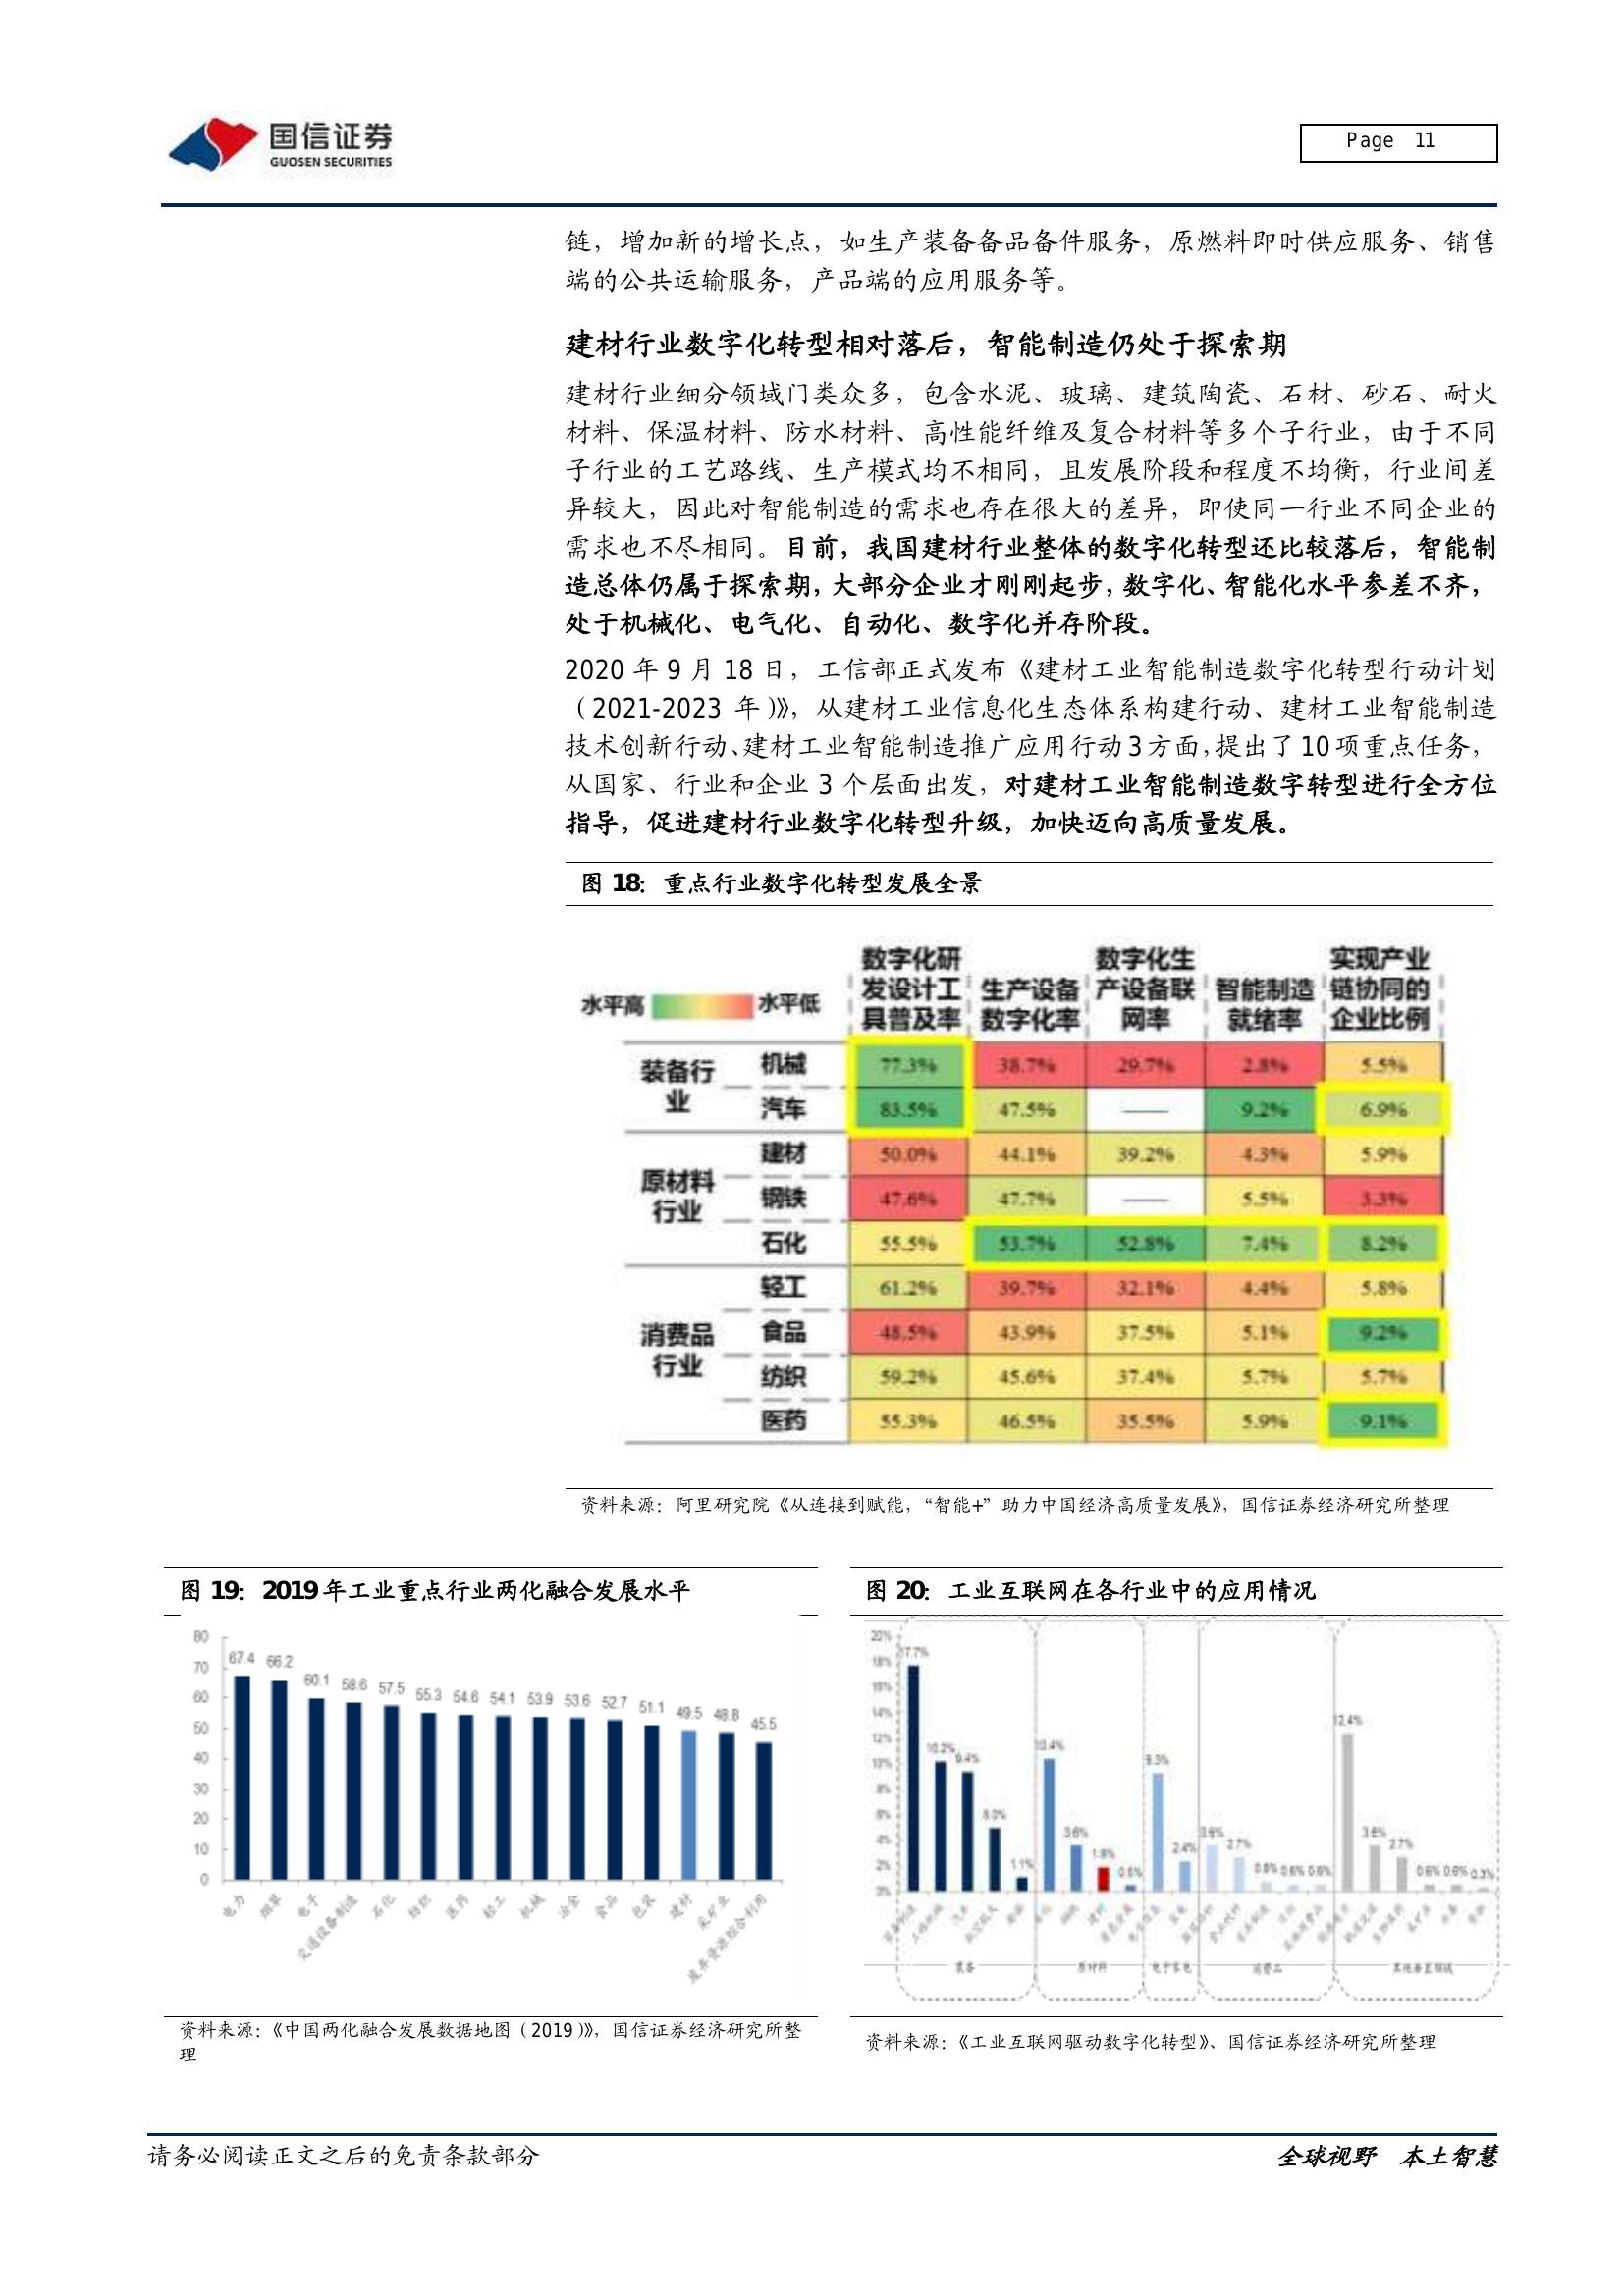 国信证券
GUOSEN SECURITIES
Page 11
链，增加新的增长点，如生产装备备品备件服务，原燃料即时供应服务、销售
端的公共运输服务，产品端的应用服务等。
建材行业数字化转型相对落后，智能制造仍处于探索期
建材行业细分领域门类众多，包含水泥、玻璃、建筑陶瓷、石材、砂石、耐火
材料、保温材料、防水材料、高性能纤维及复合材料等多个子行业，由于不同
子行业的工艺路线、生产模式均不相同，且发展阶段和程度不均衡，行业间差
异较大，因此对智能制造的需求也存在很大的差异，即使同一行业不同企业的
需求也不尽相同。目前，我国建材行业整体的数字化转型还比较落后，智能制
造总体仍属于探索期，大部分企业才刚刚起步，数字化、智能化水平参差不齐，
处于机械化、电气化、自动化、数字化并存阶段。
2020 年 9 月 18 日，工信部正式发布《建材工业智能制造数字化转型行动计划
（2021-2023 年）》，从建材工业信息化生态体系构建行动、建材工业智能制造
技术创新行动、建材工业智能制造推广应用行动 3 方面，提出了 10 项重点任务，
从国家、行业和企业 3 个层面出发，对建材工业智能制造数字转型进行全方位
指导，促进建材行业数字化转型升级，加快迈向高质量发展。
图 18：重点行业数字化转型发展全景
水平高 水平低
数字化研发设计工具普及率 生产设备数字化率 数字化生产设备联网率 智能制造就绪率 实现产业链协同的企业比例
装备行业
机械 77.3% 38.7% 29.7% 2.8% 5.5%
汽车 83.5% 47.5% —— 9.2% 6.9%
原材料行业
建材 50.0% 44.1% 39.2% 4.3% 5.9%
钢铁 47.6% 47.7% —— 5.5% 3.3%
石化 55.5% 53.7% 52.8% 7.4% 8.2%
消费品行业
轻工 61.2% 39.7% 32.1% 4.4% 5.8%
食品 48.5% 43.9% 37.5% 5.1% 9.2%
纺织 59.2% 45.6% 37.4% 5.7% 5.7%
医药 55.3% 46.5% 35.5% 5.9% 9.1%
资料来源：阿里研究院《从连接到赋能，“智能+”助力中国经济高质量发展》，国信证券经济研究所整理
图 19：2019 年工业重点行业两化融合发展水平
80
70
60
50
40
30
20
10
0
67.4 66.2 60.1 58.6 57.5 55.3 54.6 54.1 53.9 53.6 52.7 51.1 49.5 48.8 45.5
电力 烟草 电子 交通设备制造 石化 纺织 医药 轻工 机械 冶金 食品 包装 建材 采矿业 废弃资源综合利用
资料来源：《中国两化融合发展数据地图（2019）》，国信证券经济研究所整
理
图 20：工业互联网在各行业中的应用情况
20%
18%
16%
14%
12%
10%
8%
6%
4%
2%
0%
17.7% 10.2% 9.4% 1.1% 10.4% 3.6% 9.3% 2.4% 3.6% 2.7% 0.6% 0.6% 12.4% 3.6% 2.7% 0.6% 0.6% 0.3%
装备 原材料 电子家电 消费品 其他垂直领域
资料来源：《工业互联网驱动数字化转型》、国信证券经济研究所整理
请务必阅读正文之后的免责条款部分
全球视野 本土智慧